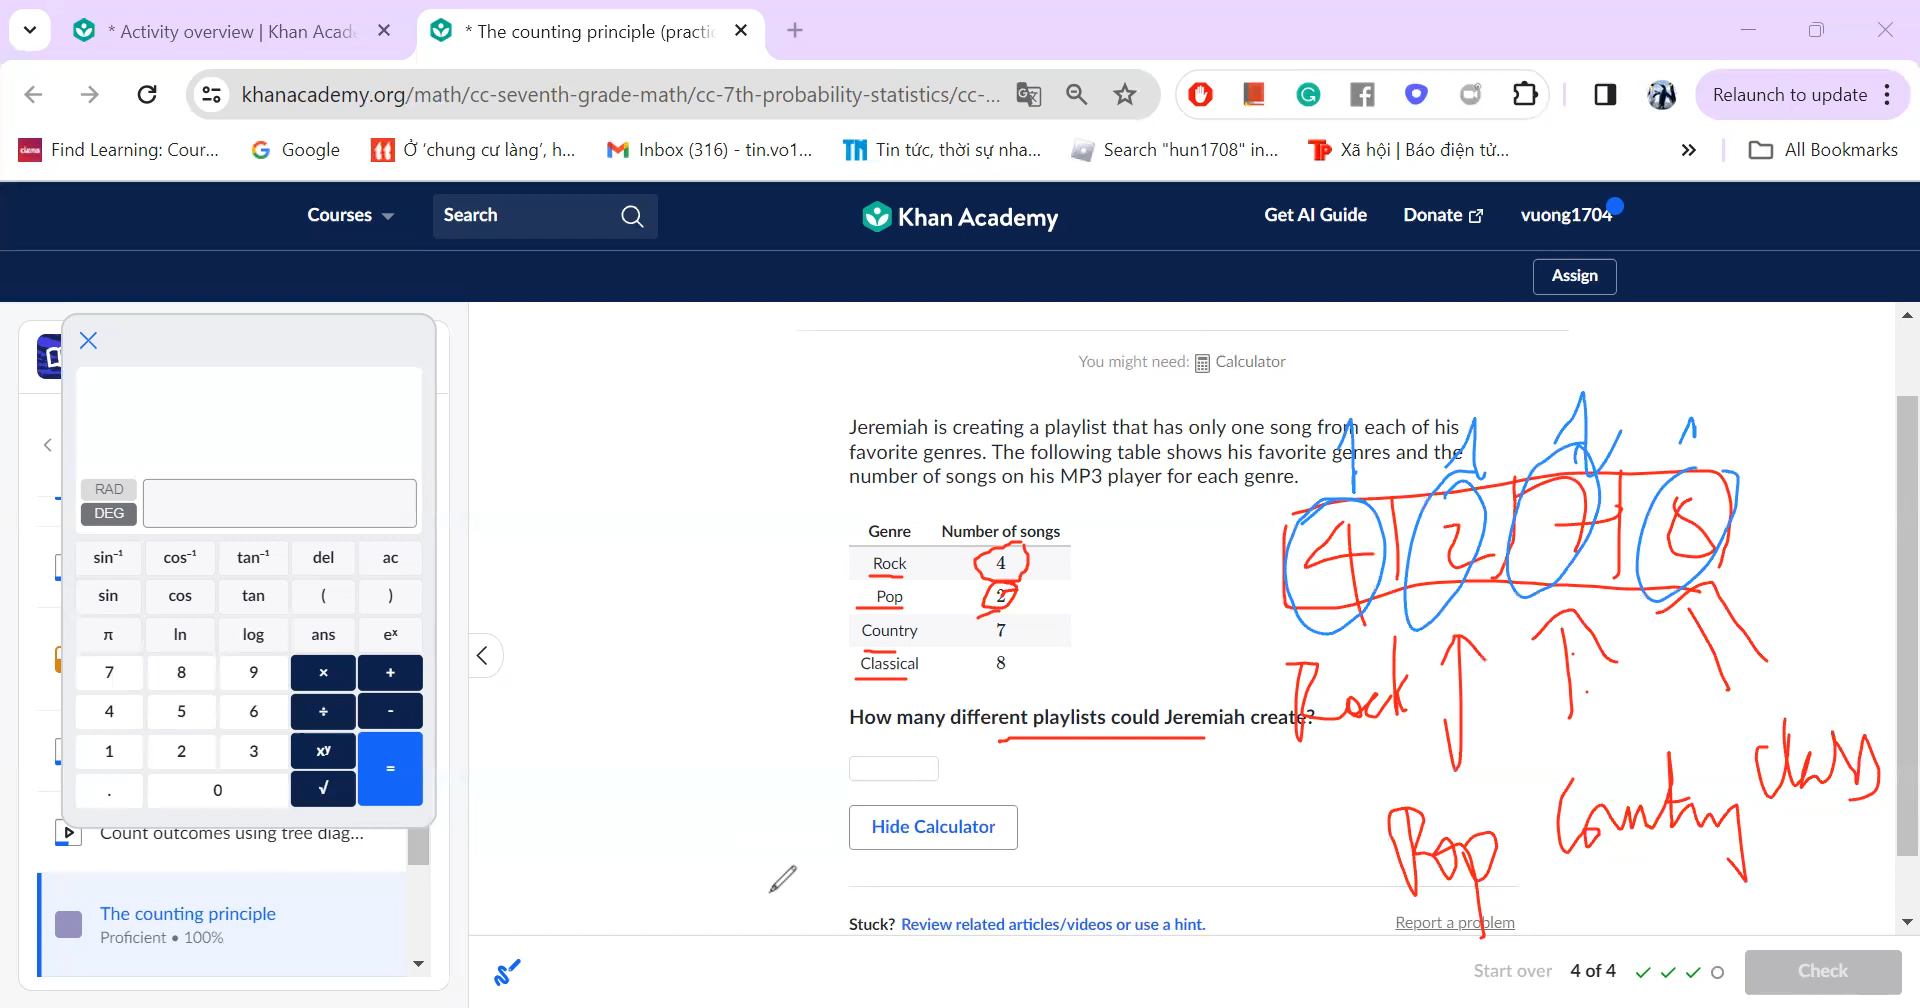 * Activity overview | Khan Acade
* The counting principle (practic
khanacademy.org/math/cc-seventh-grade-math/cc-7th-probability-statistics/cc-...
Relaunch to update
Find Learning: Cour...
Google
Ở ‘chung cư làng’, h...
Inbox (316) - tin.vo1...
Tin tức, thời sự nha...
Search "hun1708" in...
Xã hội | Báo điện tử...
»
All Bookmarks
Courses
Search
Khan Academy
Get AI Guide
Donate
vuong1704
Assign
You might need: Calculator
Jeremiah is creating a playlist that has only one song from each of his
favorite genres. The following table shows his favorite genres and the
number of songs on his MP3 player for each genre.
1 1 1 1
4 2 7 8
Genre Number of songs
Rock 4
Pop 2
Country 7
Classical 8
Rock
Pop
Country
class
How many different playlists could Jeremiah create?
Hide Calculator
Stuck? Review related articles/videos or use a hint.
Report a problem
RAD
DEG
sin⁻¹ cos⁻¹ tan⁻¹ del ac
sin cos tan ( )
π ln log ans eˣ
7 8 9 × +
4 5 6 ÷ -
1 2 3 xʸ =
. 0 √
Count outcomes using tree diag...
The counting principle
Proficient • 100%
Start over 4 of 4
Check